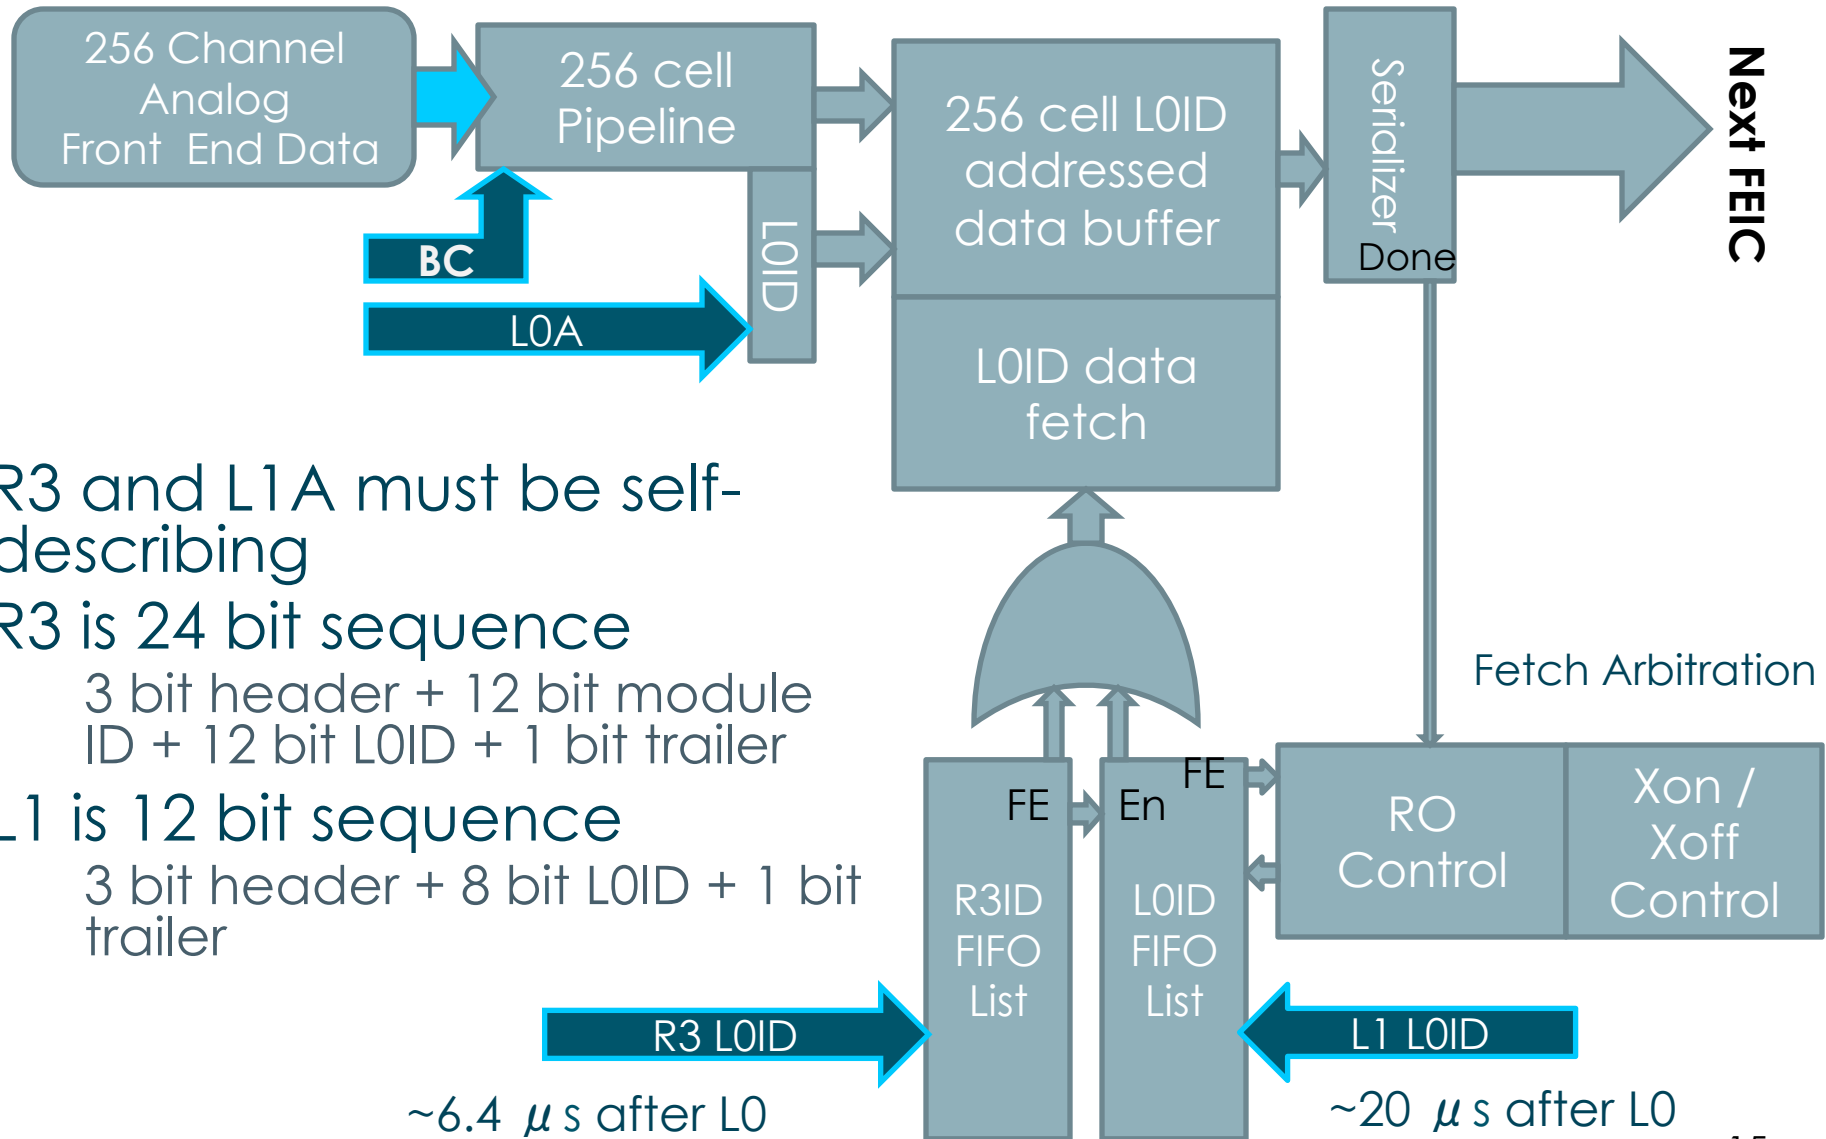 256 Channel
Analog
Front End Data
256 cell
Pipeline
256 cell L0ID
addressed
data buffer
Serializer
Done
Next FEIC
BC
L0ID
L0A
L0ID data
fetch
R3 and L1A must be self-
describing
R3 is 24 bit sequence
3 bit header + 12 bit module
ID + 12 bit L0ID + 1 bit trailer
L1 is 12 bit sequence
3 bit header + 8 bit L0ID + 1 bit
trailer
Fetch Arbitration
FE
En
FE
RO
Control
Xon /
Xoff
Control
R3ID
FIFO
List
L0ID
FIFO
List
R3 L0ID
L1 L0ID
~6.4 μs after L0
~20 μs after L0